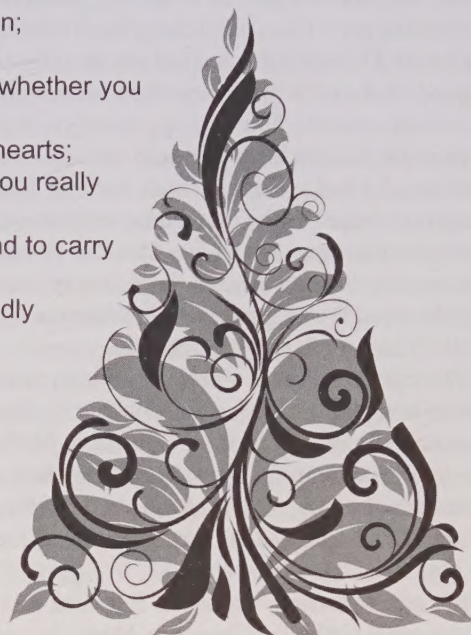 n;
whether you
hearts;
ou really
nd to carry
dly